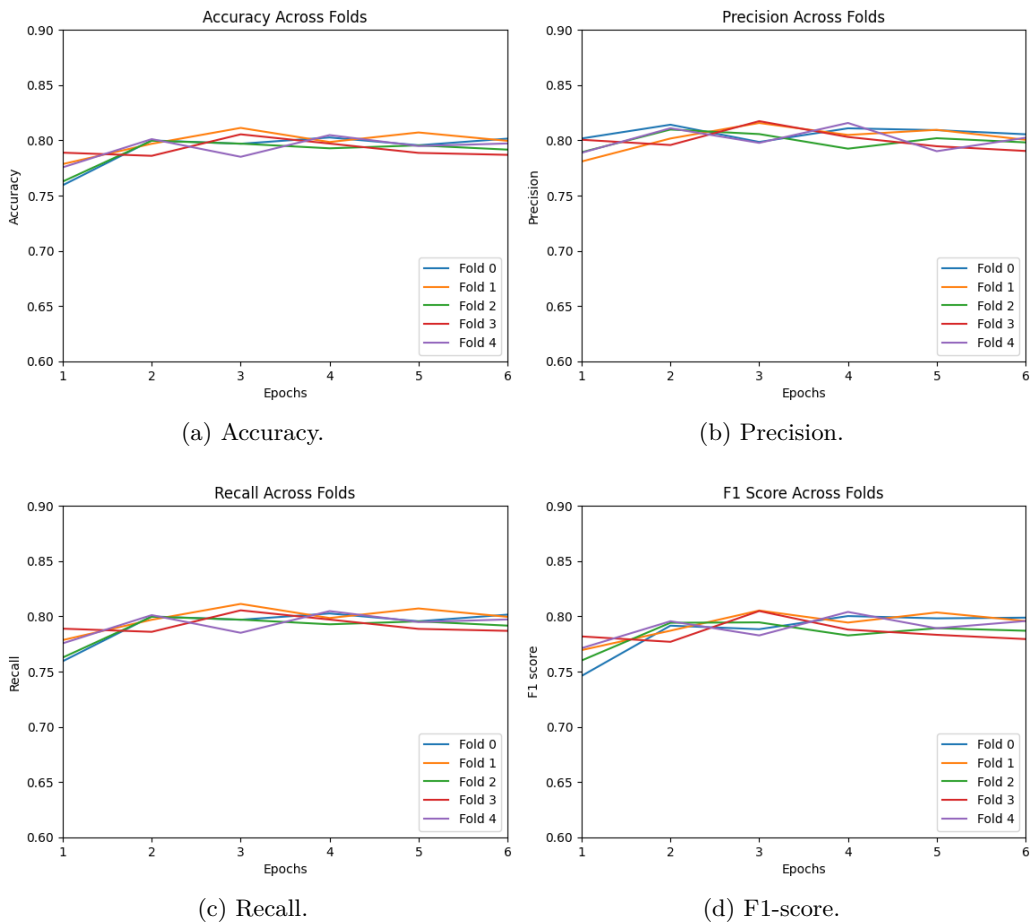 Accuracy Across Folds
0.90
0.85
0.80
0.75
0.70
0.65
0.60
Accuracy
1 2 3 4 5 6
Epochs
Fold 0
Fold 1
Fold 2
Fold 3
Fold 4
(a) Accuracy.
Precision Across Folds
0.90
0.85
0.80
0.75
0.70
0.65
0.60
Precision
1 2 3 4 5 6
Epochs
Fold 0
Fold 1
Fold 2
Fold 3
Fold 4
(b) Precision.
Recall Across Folds
0.90
0.85
0.80
0.75
0.70
0.65
0.60
Recall
1 2 3 4 5 6
Epochs
Fold 0
Fold 1
Fold 2
Fold 3
Fold 4
(c) Recall.
F1 Score Across Folds
0.90
0.85
0.80
0.75
0.70
0.65
0.60
F1 score
1 2 3 4 5 6
Epochs
Fold 0
Fold 1
Fold 2
Fold 3
Fold 4
(d) F1-score.